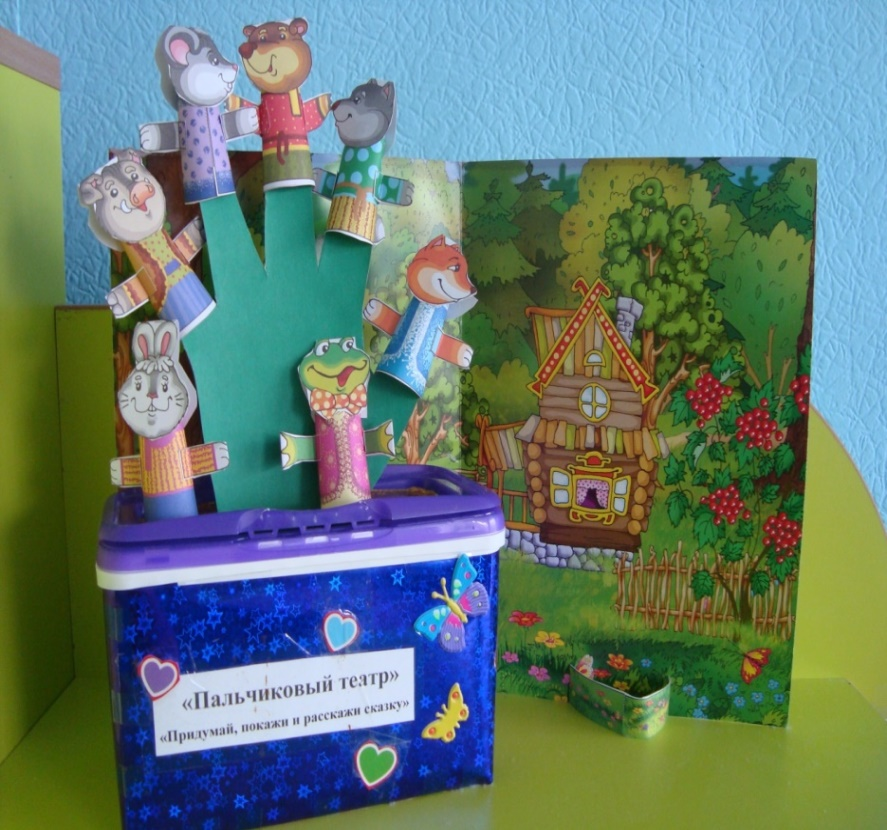 «Пальчиковый театр»
«Придумай, покажи и расскажи сказку»